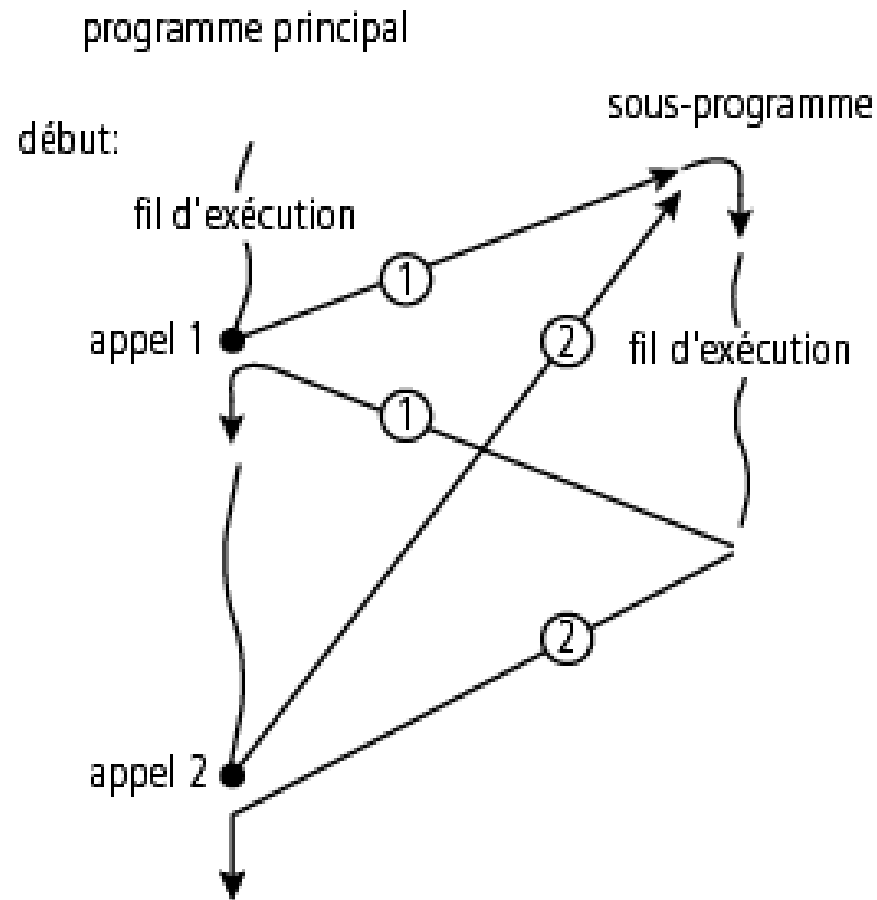 programme principal
sous-programme
début:
fil d'exécution
1
appel 1
2
fil d'exécution
1
2
appel 2